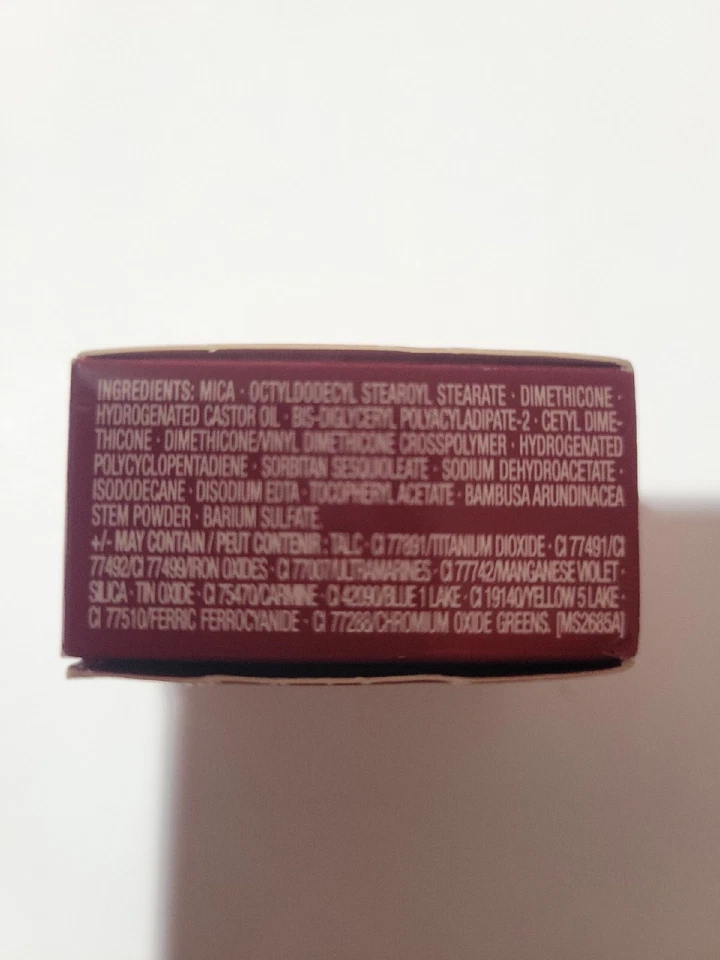 INGREDIENTS: MICA · OCTYLDODECYL STEAROYL STEARATE · DIMETHICONE ·
HYDROGENATED CASTOR OIL · BIS-DIGLYCERYL POLYACYLADIPATE-2 · CETYL DIME-
THICONE · DIMETHICONE/VINYL DIMETHICONE CROSSPOLYMER · HYDROGENATED
POLYCYCLOPENTADIENE · SORBITAN SESQUIOLEATE · SODIUM DEHYDROACETATE ·
ISODODECANE · DISODIUM EDTA · TOCOPHERYL ACETATE · BAMBUSA ARUNDINACEA
STEM POWDER · BARIUM SULFATE.
+/- MAY CONTAIN / PEUT CONTENIR : TALC · CI 77891/TITANIUM DIOXIDE · CI 77491/CI
77492/CI 77499/IRON OXIDES · CI 77007/ULTRAMARINES · CI 77742/MANGANESE VIOLET ·
SILICA · TIN OXIDE · CI 75470/CARMINE · CI 42090/BLUE 1 LAKE · CI 19140/YELLOW 5 LAKE ·
CI 77510/FERRIC FERROCYANIDE · CI 77288/CHROMIUM OXIDE GREENS. [MS2685A]